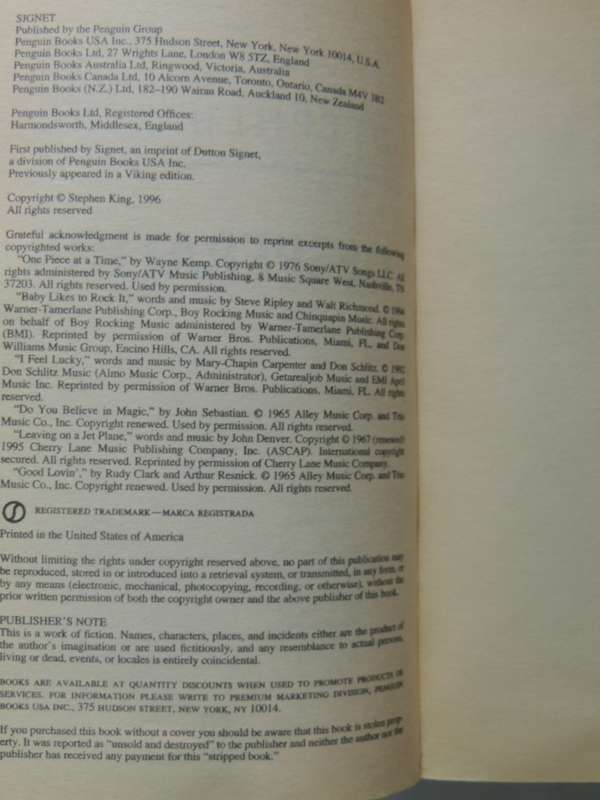 SIGNET
Published by the Penguin Group
Penguin Books USA Inc., 375 Hudson Street, New York, New York 10014, U.S.A.
Penguin Books Ltd, 27 Wrights Lane, London W8 5TZ, England
Penguin Books Australia Ltd, Ringwood, Victoria, Australia
Penguin Books Canada Ltd, 10 Alcorn Avenue, Toronto, Ontario, Canada M4V 3B2
Penguin Books (N.Z.) Ltd, 182-190 Wairau Road, Auckland 10, New Zealand
Penguin Books Ltd, Registered Offices:
Harmondsworth, Middlesex, England
First published by Signet, an imprint of Dutton Signet,
a division of Penguin Books USA Inc.
Previously appeared in a Viking edition.
Copyright © Stephen King, 1996
All rights reserved
Grateful acknowledgment is made for permission to reprint excerpts from the following
copyrighted works:
"One Piece at a Time," by Wayne Kemp. Copyright © 1976 Sony/ATV Songs LLC. All
rights administered by Sony/ATV Music Publishing, 8 Music Square West, Nashville, TN
37203. All rights reserved. Used by permission.
"Baby Likes to Rock It," words and music by Steve Ripley and Walt Richmond. ©
Warner-Tamerlane Publishing Corp., Boy Rocking Music and Chinquapin Music. All rights
on behalf of Boy Rocking Music administered by Warner-Tamerlane Publishing Corp.
(BMI). Reprinted by permission of Warner Bros. Publications, Miami, FL, and Don
Williams Music Group, Encino Hills, CA. All rights reserved.
"I Feel Lucky," words and music by Mary-Chapin Carpenter and Don Schlitz. ©
Don Schlitz Music (Almo Music Corp., Administrator), Getarealjob Music and EMI April
Music Inc. Reprinted by permission of Warner Bros. Publications, Miami, FL. All rights
reserved.
"Do You Believe in Magic," by John Sebastian. © 1965 Alley Music Corp. and Trio
Music Co., Inc. Copyright renewed. Used by permission. All rights reserved.
"Leaving on a Jet Plane," words and music by John Denver. Copyright © 1967 (renewed)
1995 Cherry Lane Music Publishing Company, Inc. (ASCAP). International copyright
secured. All rights reserved. Reprinted by permission of Cherry Lane Music Company.
"Good Lovin'," by Rudy Clark and Arthur Resnick. © 1965 Alley Music Corp. and Trio
Music Co., Inc. Copyright renewed. Used by permission. All rights reserved.
REGISTERED TRADEMARK—MARCA REGISTRADA
Printed in the United States of America
Without limiting the rights under copyright reserved above, no part of this publication may
be reproduced, stored in or introduced into a retrieval system, or transmitted, in any form, or
by any means (electronic, mechanical, photocopying, recording, or otherwise), without the
prior written permission of both the copyright owner and the above publisher of this book.
PUBLISHER'S NOTE
This is a work of fiction. Names, characters, places, and incidents either are the product of
the author's imagination or are used fictitiously, and any resemblance to actual persons,
living or dead, events, or locales is entirely coincidental.
BOOKS ARE AVAILABLE AT QUANTITY DISCOUNTS WHEN USED TO PROMOTE PRODUCTS OR
SERVICES. FOR INFORMATION PLEASE WRITE TO PREMIUM MARKETING DIVISION, PENGUIN
BOOKS USA INC., 375 HUDSON STREET, NEW YORK, NY 10014.
If you purchased this book without a cover you should be aware that this book is stolen prop-
erty. It was reported as "unsold and destroyed" to the publisher and neither the author nor the
publisher has received any payment for this "stripped book."